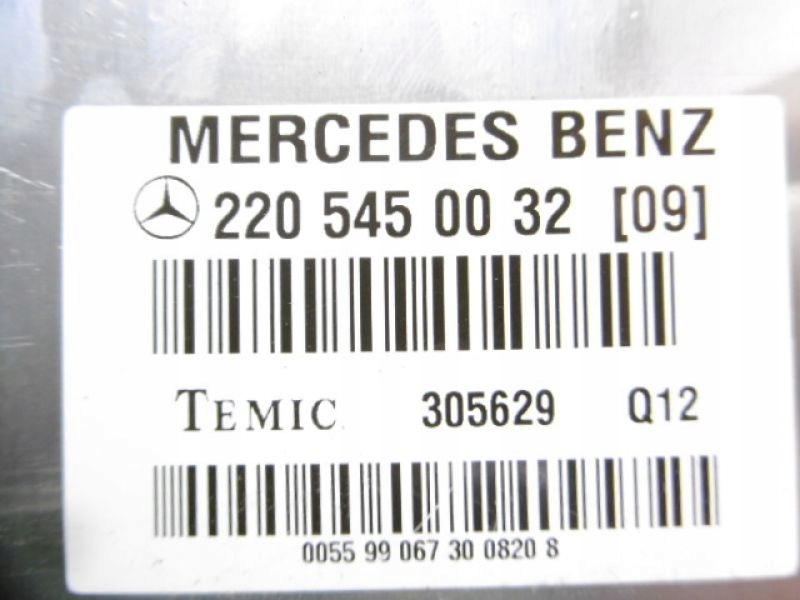 MERCEDES BENZ
220 545 00 32 [09]
TEMIC 305629 Q12
0055 99 067 30 0820 8